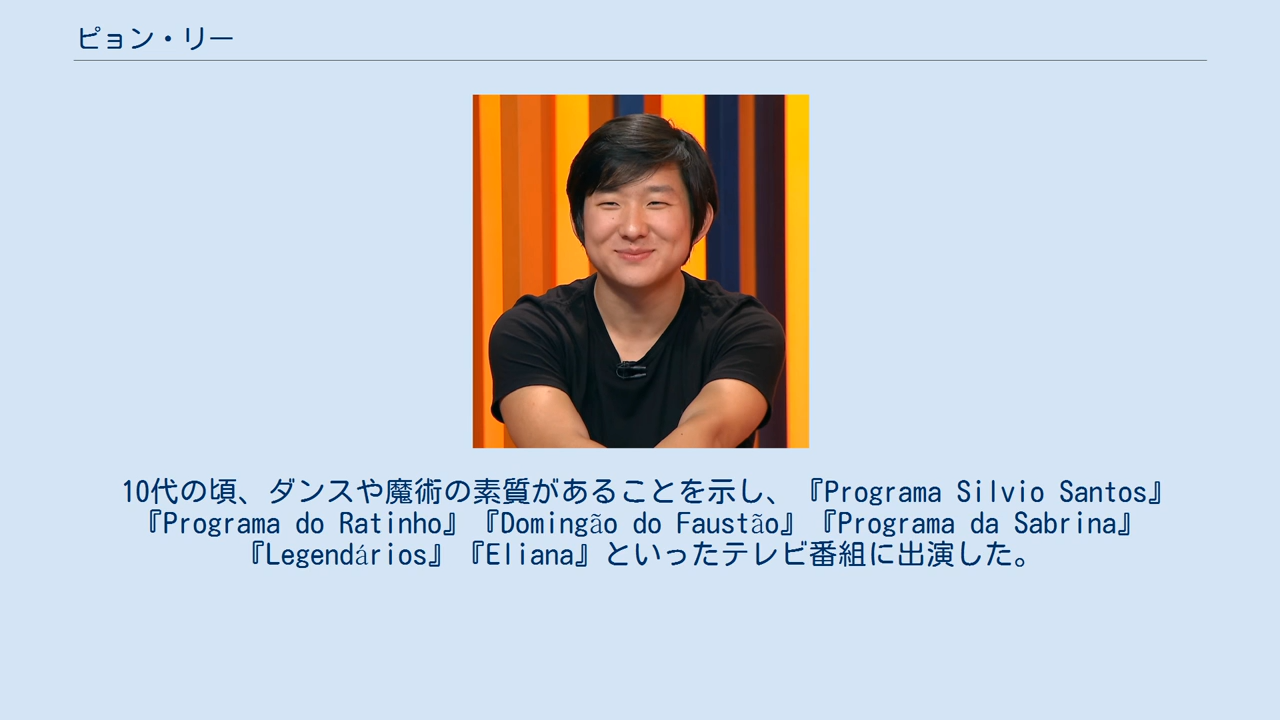 ピョン・リー
10代の頃、ダンスや魔術の素質があることを示し、『Programa Silvio Santos』
『Programa do Ratinho』『Domingão do Faustão』『Programa da Sabrina』
『Legendários』『Eliana』といったテレビ番組に出演した。